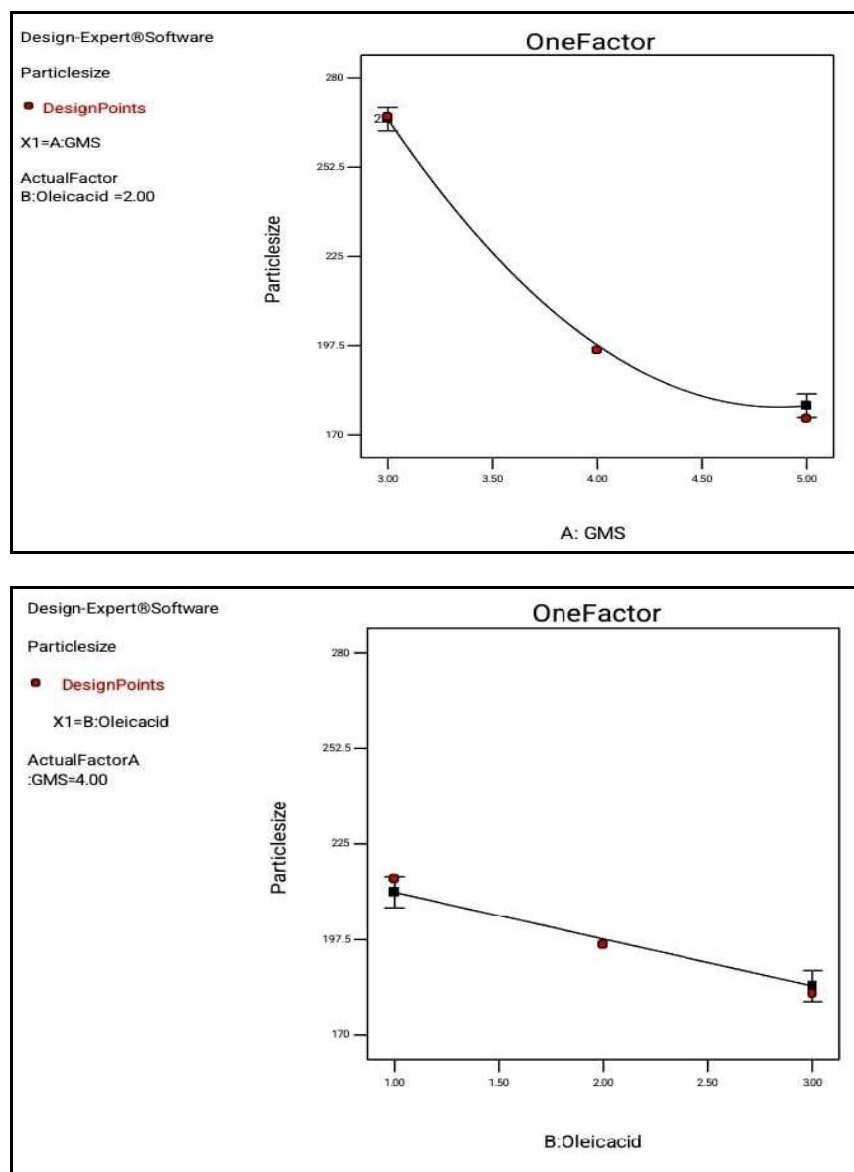 Design-Expert®Software
OneFactor
Particlesize
DesignPoints
X1=A:GMS
ActualFactor
B:Oleicacid =2.00
Particlesize
280
252.5
225
197.5
170
2
3.00
3.50
4.00
4.50
5.00
A: GMS
Design-Expert®Software
OneFactor
Particlesize
DesignPoints
X1=B:Oleicacid
ActualFactorA
:GMS=4.00
Particlesize
280
252.5
225
197.5
170
1.00
1.50
2.00
2.50
3.00
B:Oleicacid